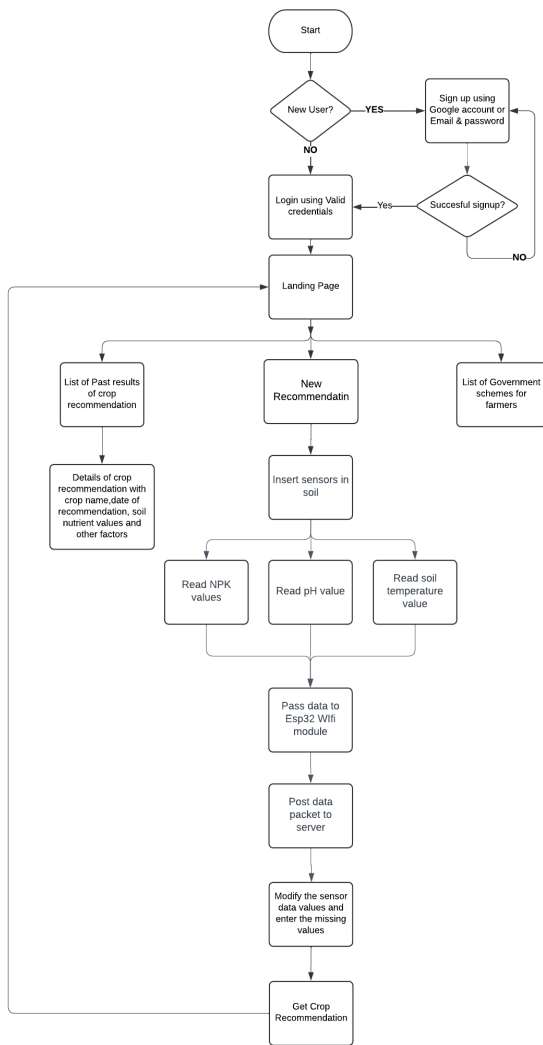 Start
New User?
YES
Sign up using
Google account or
Email & password
NO
Login using Valid
credentials
Yes
Succesful signup?
NO
Landing Page
List of Past results
of crop
recommendation
New
Recommendatin
List of Government
schemes for
farmers
Details of crop
recommendation with
crop name,date of
recommendation, soil
nutrient values and
other factors
Insert sensors in
soil
Read NPK
values
Read pH value
Read soil
temperature
value
Pass data to
Esp32 WIfi
module
Post data
packet to
server
Modify the sensor
data values and
enter the missing
values
Get Crop
Recommendation